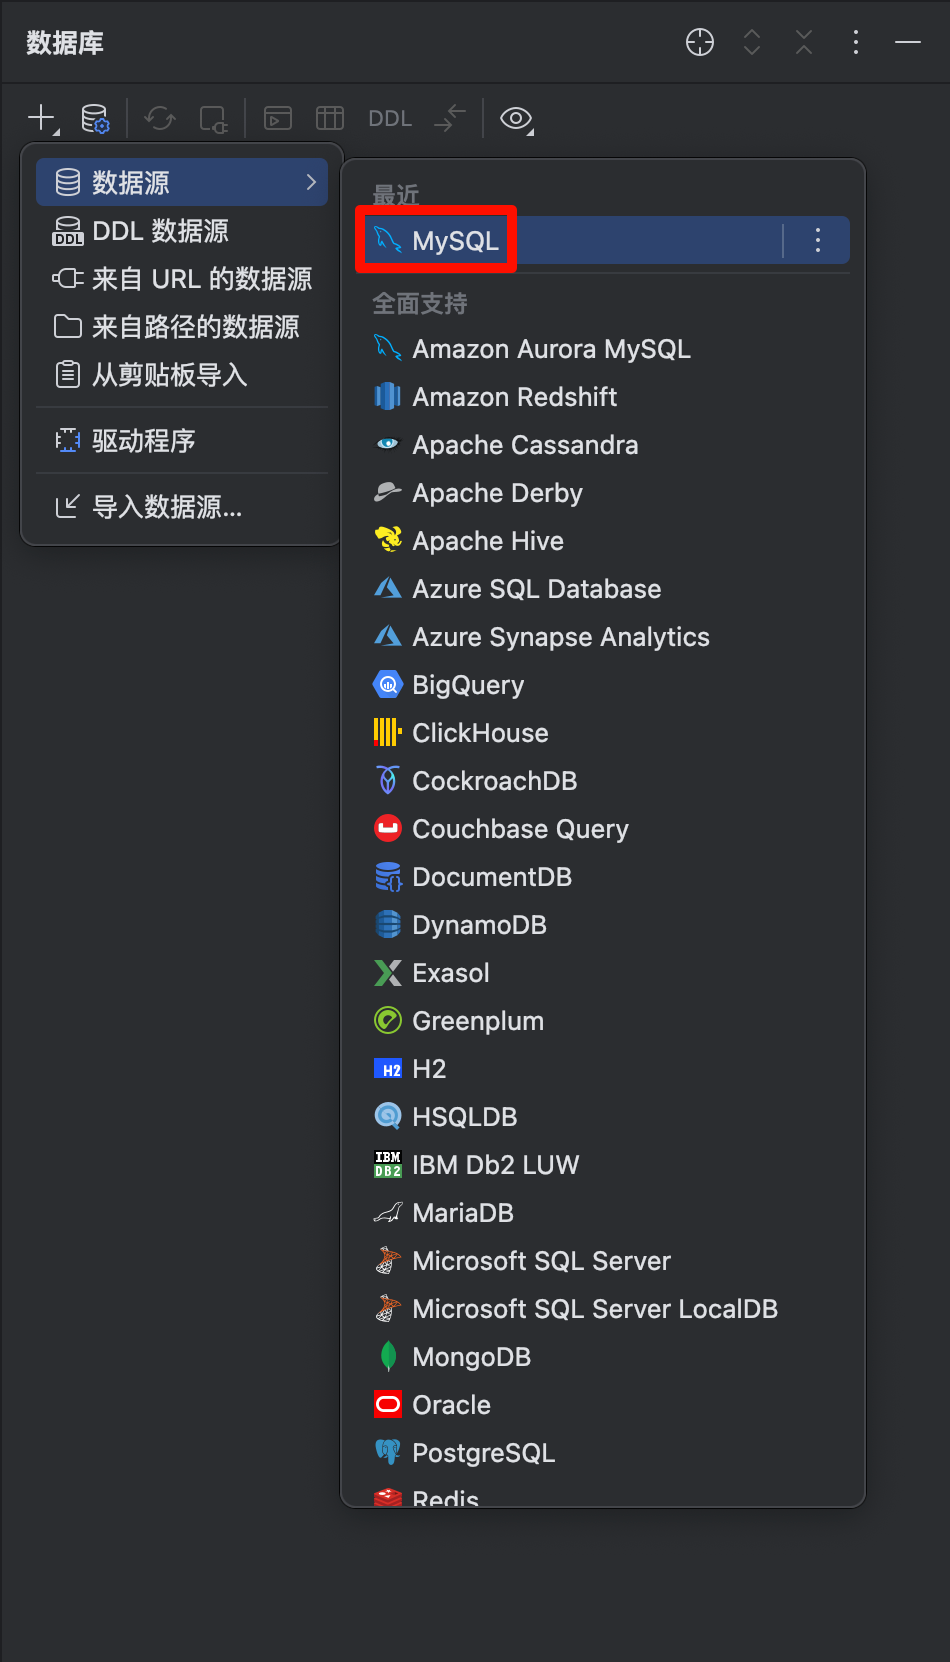 数据库
DDL
数据源
DDL 数据源
来自 URL 的数据源
来自路径的数据源
从剪贴板导入
驱动程序
导入数据源...
最近
MySQL
全面支持
Amazon Aurora MySQL
Amazon Redshift
Apache Cassandra
Apache Derby
Apache Hive
Azure SQL Database
Azure Synapse Analytics
BigQuery
ClickHouse
CockroachDB
Couchbase Query
DocumentDB
DynamoDB
Exasol
Greenplum
H2
HSQLDB
IBM Db2 LUW
MariaDB
Microsoft SQL Server
Microsoft SQL Server LocalDB
MongoDB
Oracle
PostgreSQL
Redis